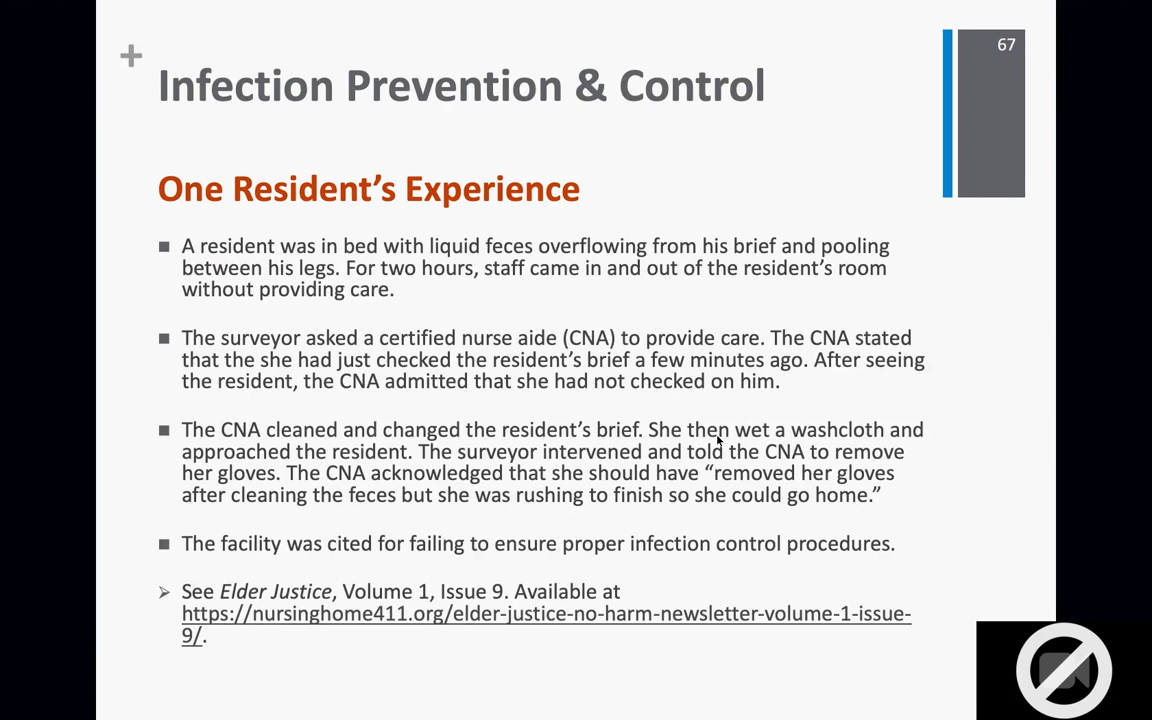 67
+
Infection Prevention & Control
One Resident’s Experience
■ A resident was in bed with liquid feces overflowing from his brief and pooling
between his legs. For two hours, staff came in and out of the resident’s room
without providing care.
■ The surveyor asked a certified nurse aide (CNA) to provide care. The CNA stated
that the she had just checked the resident’s brief a few minutes ago. After seeing
the resident, the CNA admitted that she had not checked on him.
■ The CNA cleaned and changed the resident’s brief. She then wet a washcloth and
approached the resident. The surveyor intervened and told the CNA to remove
her gloves. The CNA acknowledged that she should have “removed her gloves
after cleaning the feces but she was rushing to finish so she could go home.”
■ The facility was cited for failing to ensure proper infection control procedures.
➢ See Elder Justice, Volume 1, Issue 9. Available at
https://nursinghome411.org/elder-justice-no-harm-newsletter-volume-1-issue-
9/.